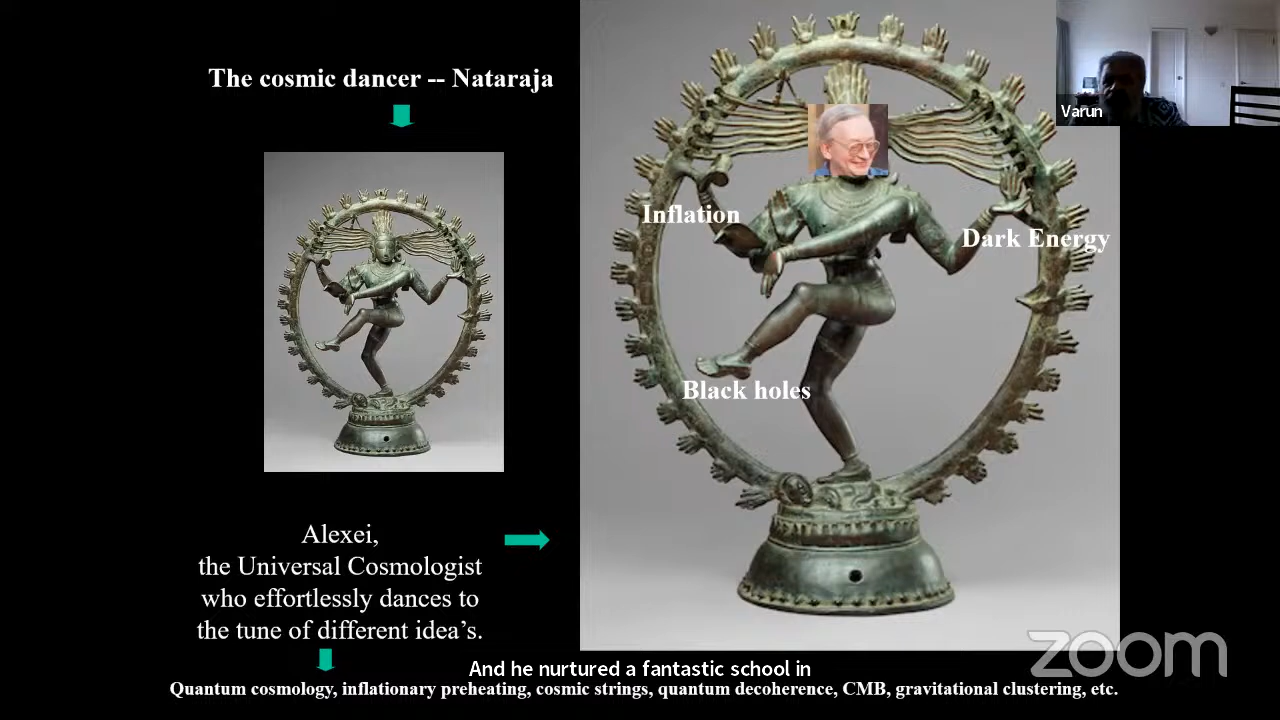 The cosmic dancer -- Nataraja
Varun
Inflation
Dark Energy
Black holes
Alexei,
the Universal Cosmologist
who effortlessly dances to
the tune of different idea's.
And he nurtured a fantastic school in
Quantum cosmology, inflationary preheating, cosmic strings, quantum decoherence, CMB, gravitational clustering, etc.
zoom